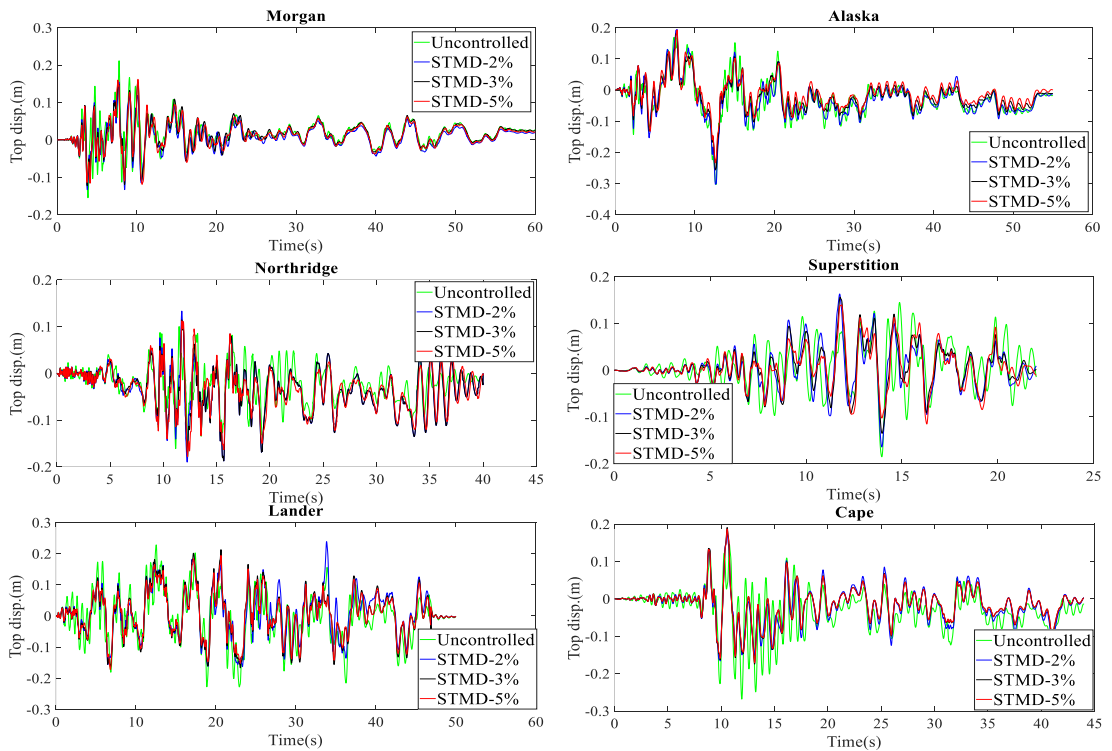 Morgan
Top disp.(m)
0.3
0.2
0.1
0
-0.1
-0.2
0 10 20 30 40 50 60
Time(s)
Uncontrolled
STMD-2%
STMD-3%
STMD-5%
Alaska
Top disp.(m)
0.2
0.1
0
-0.1
-0.2
-0.3
-0.4
0 10 20 30 40 50 60
Time(s)
Uncontrolled
STMD-2%
STMD-3%
STMD-5%
Northridge
Top disp.(m)
0.2
0.1
0
-0.1
-0.2
0 5 10 15 20 25 30 35 40 45
Time(s)
Uncontrolled
STMD-2%
STMD-3%
STMD-5%
Superstition
Top disp.(m)
0.2
0.1
0
-0.1
-0.2
0 5 10 15 20 25
Time(s)
Uncontrolled
STMD-2%
STMD-3%
STMD-5%
Lander
Top disp.(m)
0.3
0.2
0.1
0
-0.1
-0.2
-0.3
0 10 20 30 40 50 60
Time(s)
Uncontrolled
STMD-2%
STMD-3%
STMD-5%
Cape
Top disp.(m)
0.2
0.1
0
-0.1
-0.2
-0.3
0 5 10 15 20 25 30 35 40 45
Time(s)
Uncontrolled
STMD-2%
STMD-3%
STMD-5%